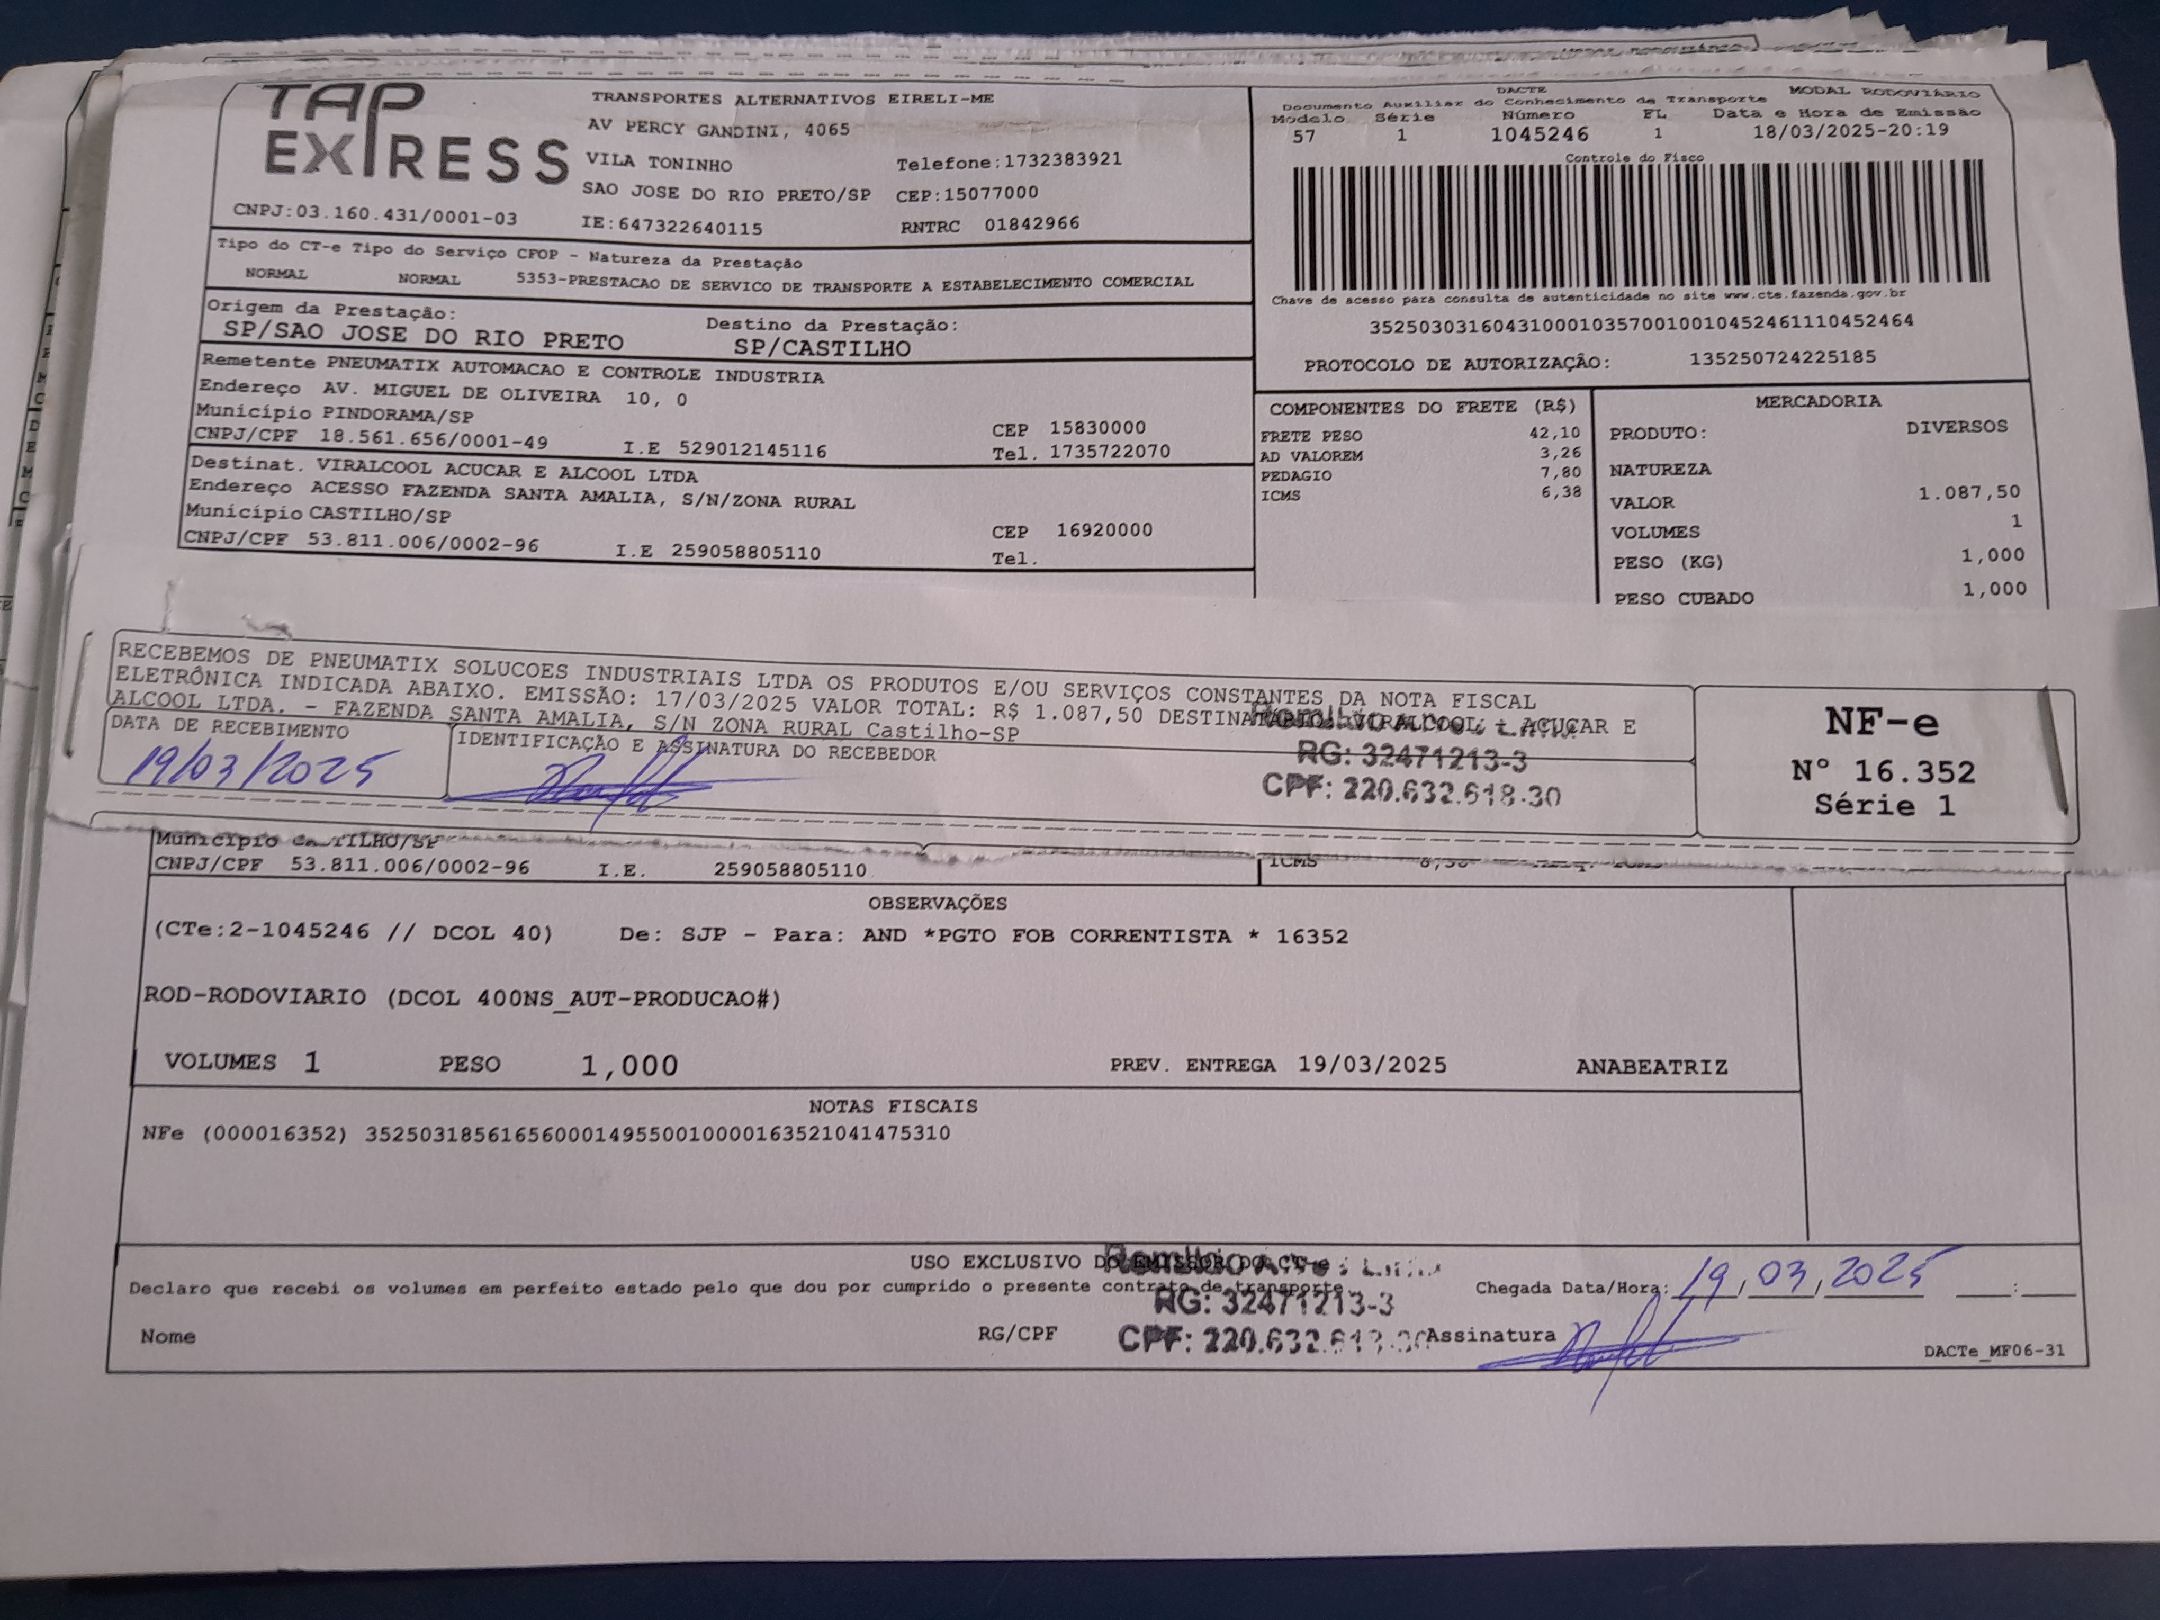 TAP
EXPRESS
TRANSPORTES ALTERNATIVOS EIRELI-ME
AV PERCY GANDINI, 4065
VILA TONINHO Telefone:1732383921
SAO JOSE DO RIO PRETO/SP CEP:15077000
CNPJ:03.160.431/0001-03 IE:647322640115 RNTRC 01842966
DACTE MODAL RODOVIÁRIO
Documento Auxiliar do Conhecimento de Transporte
Modelo Série Número FL Data e Hora de Emissão
57 1 1045246 1 18/03/2025-20:19
Controle do Fisco
Chave de acesso para consulta de autenticidade no site www.cte.fazenda.gov.br
35250303160431000103570010010452461110452464
PROTOCOLO DE AUTORIZAÇÃO: 135250724225185
Tipo do CT-e Tipo do Serviço CFOP - Natureza da Prestação
NORMAL NORMAL 5353-PRESTACAO DE SERVICO DE TRANSPORTE A ESTABELECIMENTO COMERCIAL
Origem da Prestação: Destino da Prestação:
SP/SAO JOSE DO RIO PRETO SP/CASTILHO
Remetente PNEUMATIX AUTOMACAO E CONTROLE INDUSTRIA
Endereço AV. MIGUEL DE OLIVEIRA 10, 0
Município PINDORAMA/SP CEP 15830000
CNPJ/CPF 18.561.656/0001-49 I.E 529012145116 Tel. 1735722070
Destinat. VIRALCOOL ACUCAR E ALCOOL LTDA
Endereço ACESSO FAZENDA SANTA AMALIA, S/N/ZONA RURAL
Município CASTILHO/SP CEP 16920000
CNPJ/CPF 53.811.006/0002-96 I.E 259058805110 Tel.
COMPONENTES DO FRETE (R$)
FRETE PESO 42,10
AD VALOREM 3,26
PEDAGIO 7,80
ICMS 6,38
MERCADORIA
PRODUTO: DIVERSOS
NATUREZA
VALOR 1.087,50
VOLUMES 1
PESO (KG) 1,000
PESO CUBADO 1,000
RECEBEMOS DE PNEUMATIX SOLUCOES INDUSTRIAIS LTDA OS PRODUTOS E/OU SERVIÇOS CONSTANTES DA NOTA FISCAL
ELETRÔNICA INDICADA ABAIXO. EMISSÃO: 17/03/2025 VALOR TOTAL: R$ 1.087,50 DESTINATARIO: VIRALCOOL - AÇUCAR E
ALCOOL LTDA. - FAZENDA SANTA AMALIA, S/N ZONA RURAL Castilho-SP
DATA DE RECEBIMENTO IDENTIFICAÇÃO E ASSINATURA DO RECEBEDOR
19/03/2025
RG: 32471213-3
CPF: 220.632.618-30
NF-e
Nº 16.352
Série 1
Município CASTILHO/SP
CNPJ/CPF 53.811.006/0002-96 I.E. 259058805110 ICMS
OBSERVAÇÕES
(CTe:2-1045246 // DCOL 40) De: SJP - Para: AND *PGTO FOB CORRENTISTA * 16352
ROD-RODOVIARIO (DCOL 400NS_AUT-PRODUCAO#)
VOLUMES 1 PESO 1,000 PREV. ENTREGA 19/03/2025 ANABEATRIZ
NOTAS FISCAIS
NFe (000016352) 35250318561656000149550010000163521041475310
USO EXCLUSIVO DO EMISSOR DO CT-e
Declaro que recebi os volumes em perfeito estado pelo que dou por cumprido o presente contrato de transporte Chegada Data/Hora: 19/03/2025 :
RG: 32471213-3
Nome RG/CPF CPF: 220.632.618-30 Assinatura
DACTe_MF06-31